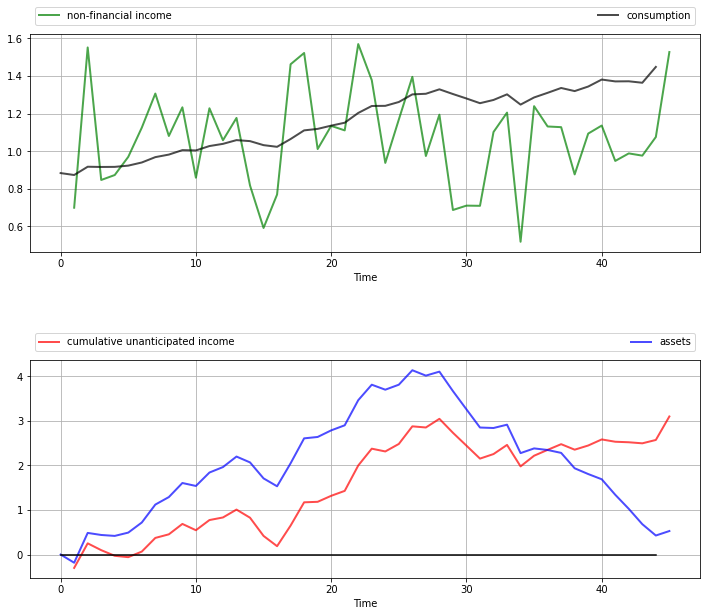 non-financial income consumption
1.6
1.4
1.2
1.0
0.8
0.6
0 10 20 30 40
Time
cumulative unanticipated income assets
4
3
2
1
0
0 10 20 30 40
Time